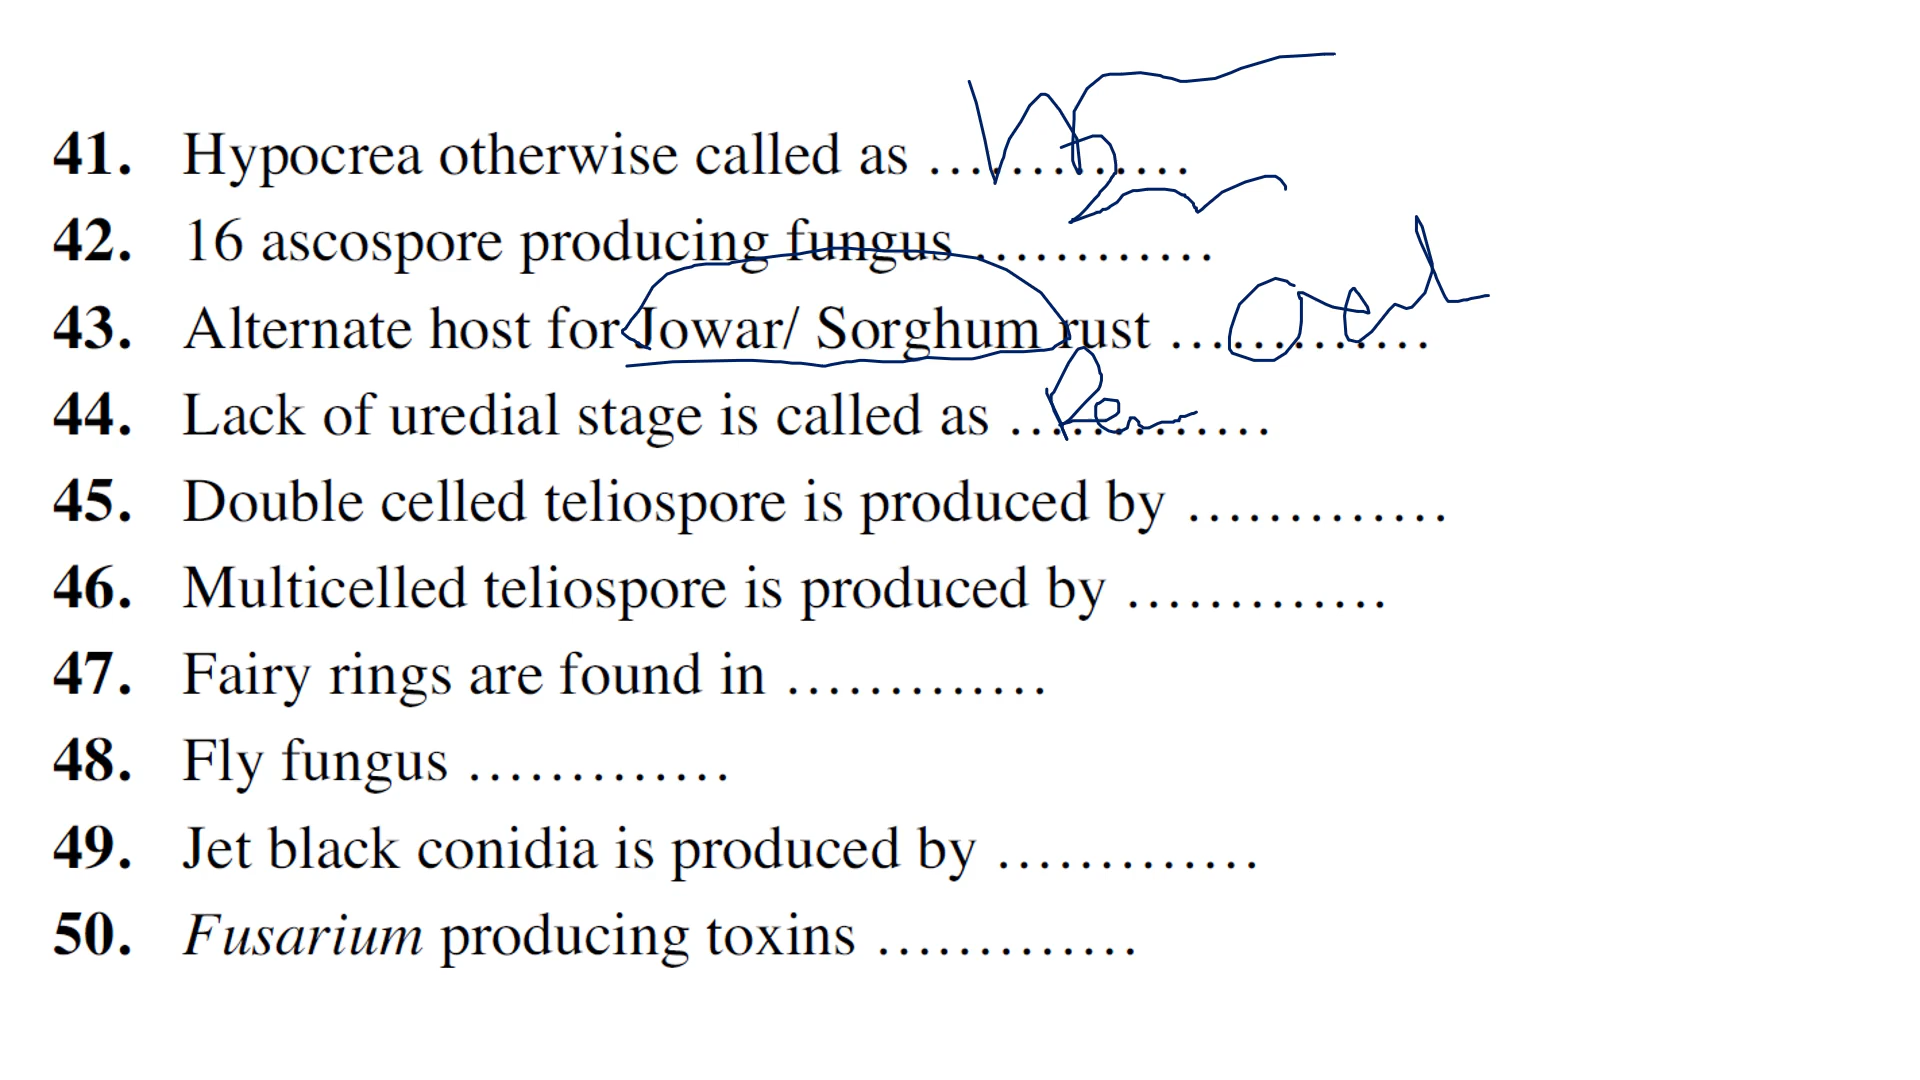 41. Hypocrea otherwise called as .............
42. 16 ascospore producing fungus ............
43. Alternate host for Jowar/ Sorghum rust .............
44. Lack of uredial stage is called as .............
45. Double celled teliospore is produced by .............
46. Multicelled teliospore is produced by .............
47. Fairy rings are found in .............
48. Fly fungus .............
49. Jet black conidia is produced by .............
50. Fusarium producing toxins .............